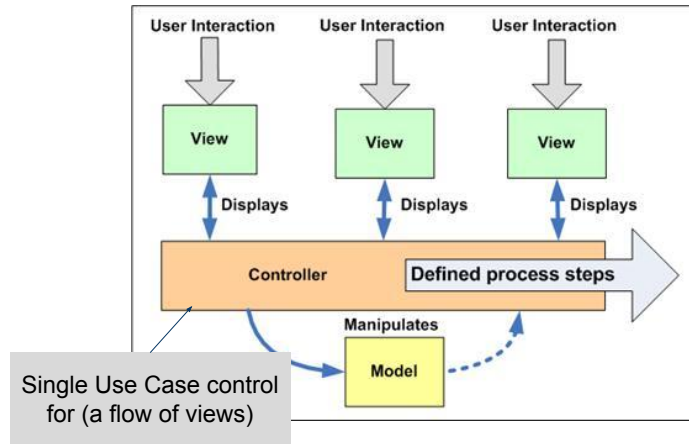 User Interaction
User Interaction
User Interaction
View
View
View
Displays
Displays
Displays
Controller
Defined process steps
Manipulates
Model
Single Use Case control
for (a flow of views)